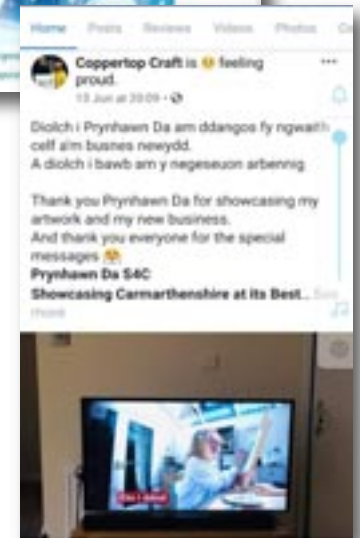 Home Posts Reviews Videos Photos
Coppertop Craft is 🥹 feeling
proud.
13 Jun at 20:09 ·
Diolch i Prynhawn Da am ddangos fy ngwaith
celf a'm busnes newydd.
A diolch i bawb am y negeseuon arbennig
Thank you Prynhawn Da for showcasing my
artwork and my new business.
And thank you everyone for the special
messages 🥹
Prynhawn Da S4C
Showcasing Carmarthenshire at its Best... See
more